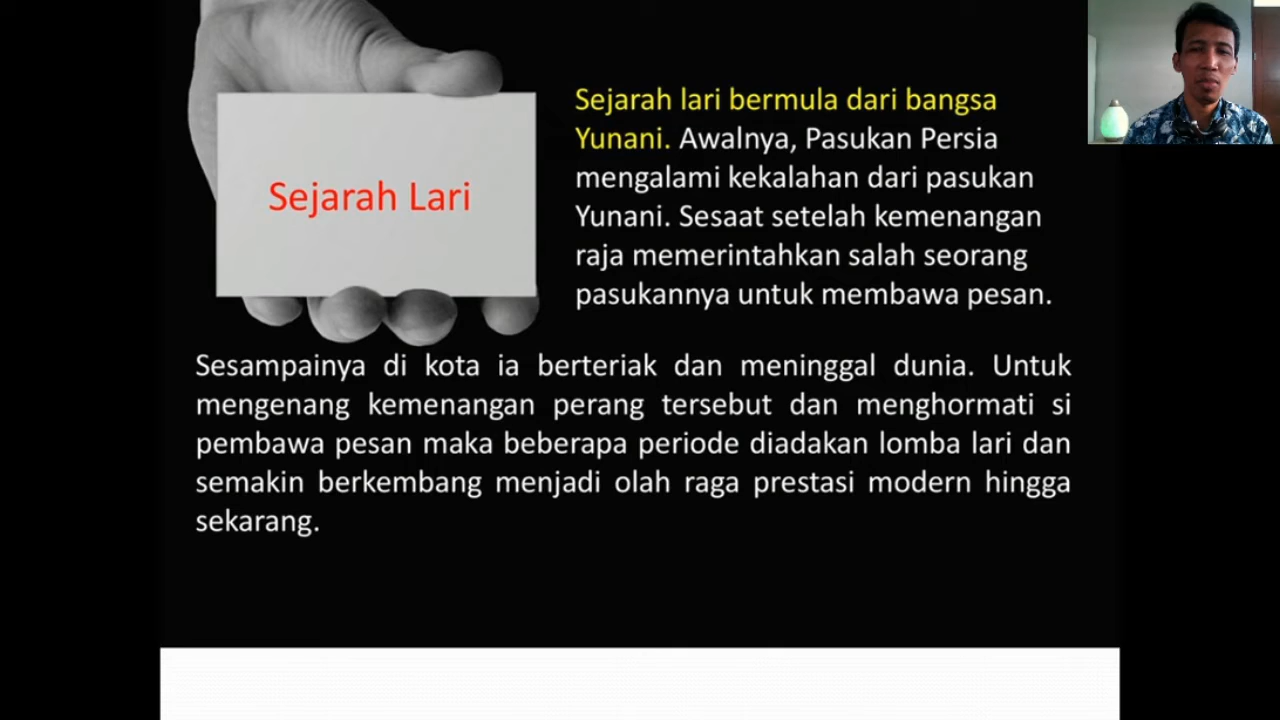 Sejarah Lari
Sejarah lari bermula dari bangsa
Yunani. Awalnya, Pasukan Persia
mengalami kekalahan dari pasukan
Yunani. Sesaat setelah kemenangan
raja memerintahkan salah seorang
pasukannya untuk membawa pesan.
Sesampainya di kota ia berteriak dan meninggal dunia. Untuk
mengenang kemenangan perang tersebut dan menghormati si
pembawa pesan maka beberapa periode diadakan lomba lari dan
semakin berkembang menjadi olah raga prestasi modern hingga
sekarang.